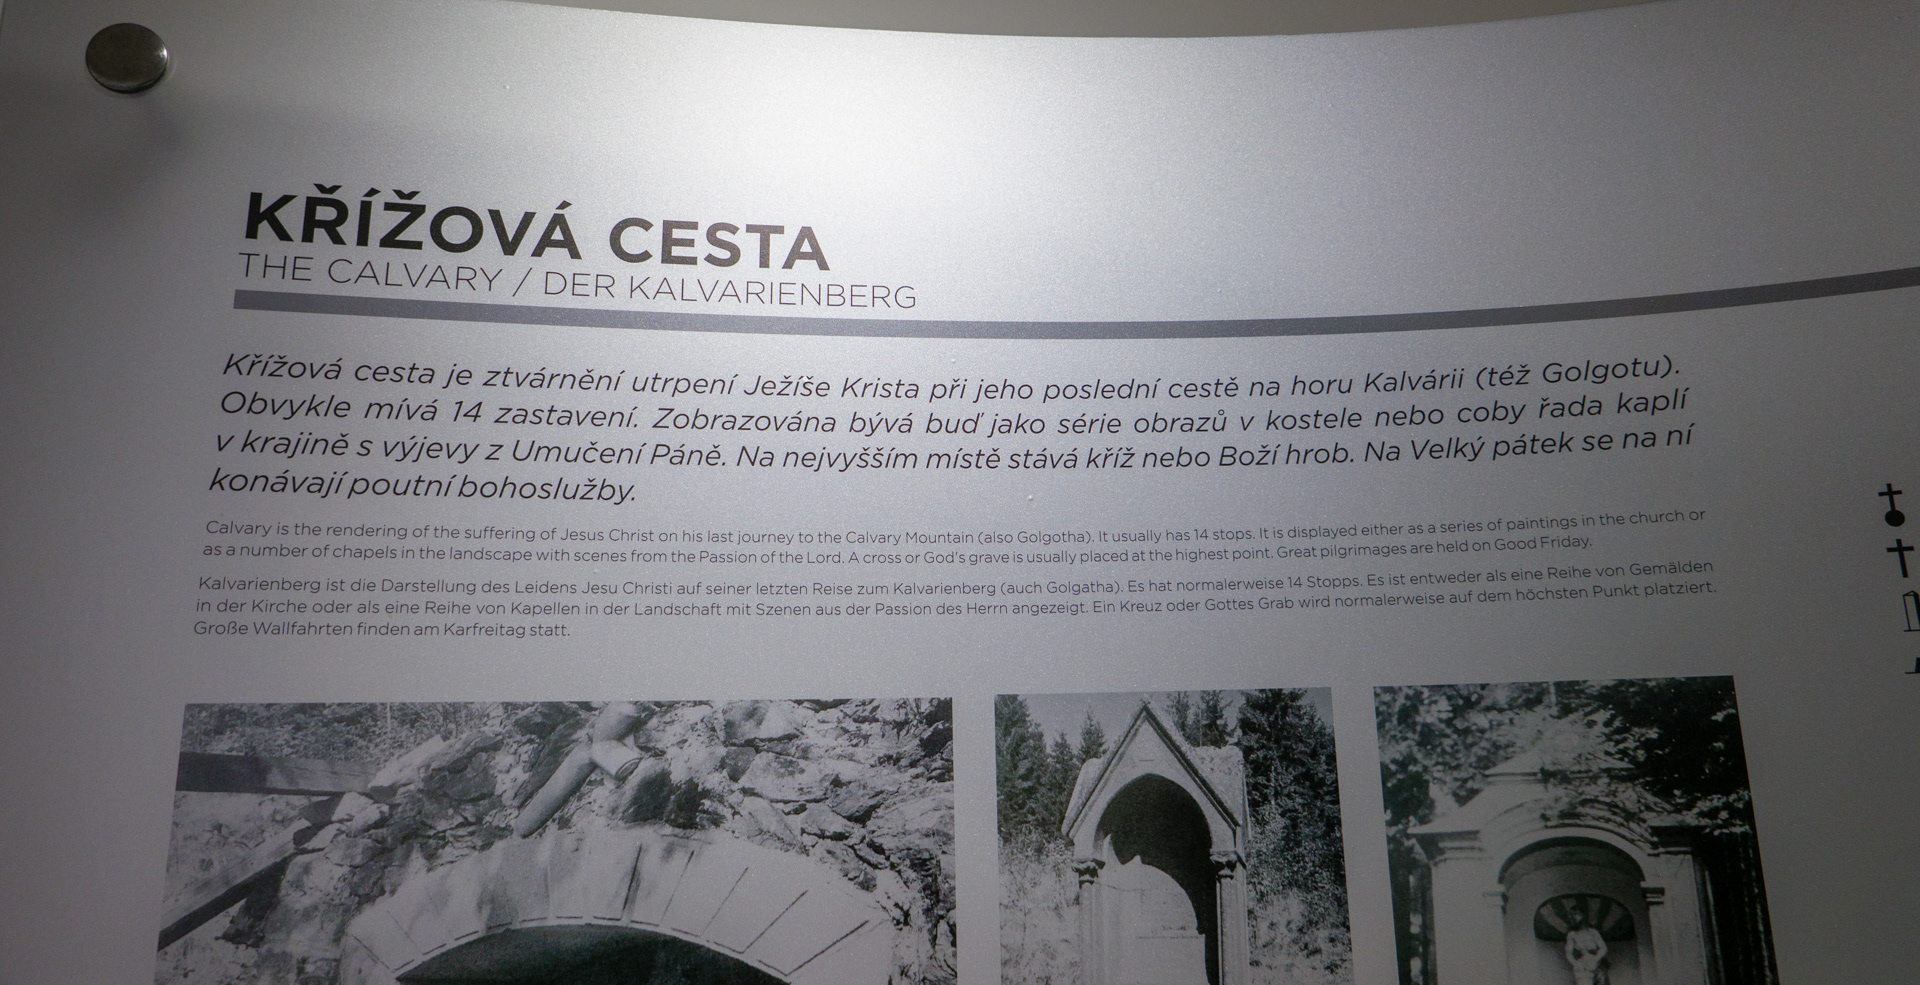 KŘÍŽOVÁ CESTA
THE CALVARY / DER KALVARIENBERG
Křížová cesta je ztvárnění utrpení Ježíše Krista při jeho poslední cestě na horu Kalvárii (též Golgotu).
Obvykle mívá 14 zastavení. Zobrazována bývá buď jako série obrazů v kostele nebo coby řada kaplí
v krajině s výjevy z Umučení Páně. Na nejvyšším místě stává kříž nebo Boží hrob. Na Velký pátek se na ní
konávají poutní bohoslužby.
Calvary is the rendering of the suffering of Jesus Christ on his last journey to the Calvary Mountain (also Golgotha). It usually has 14 stops. It is displayed either as a series of paintings in the church or
as a number of chapels in the landscape with scenes from the Passion of the Lord. A cross or God's grave is usually placed at the highest point. Great pilgrimages are held on Good Friday.
Kalvarienberg ist die Darstellung des Leidens Jesu Christi auf seiner letzten Reise zum Kalvarienberg (auch Golgatha). Es hat normalerweise 14 Stopps. Es ist entweder als eine Reihe von Gemälden
in der Kirche oder als eine Reihe von Kapellen in der Landschaft mit Szenen aus der Passion des Herrn angezeigt. Ein Kreuz oder Gottes Grab wird normalerweise auf dem höchsten Punkt platziert.
Große Wallfahrten finden am Karfreitag statt.